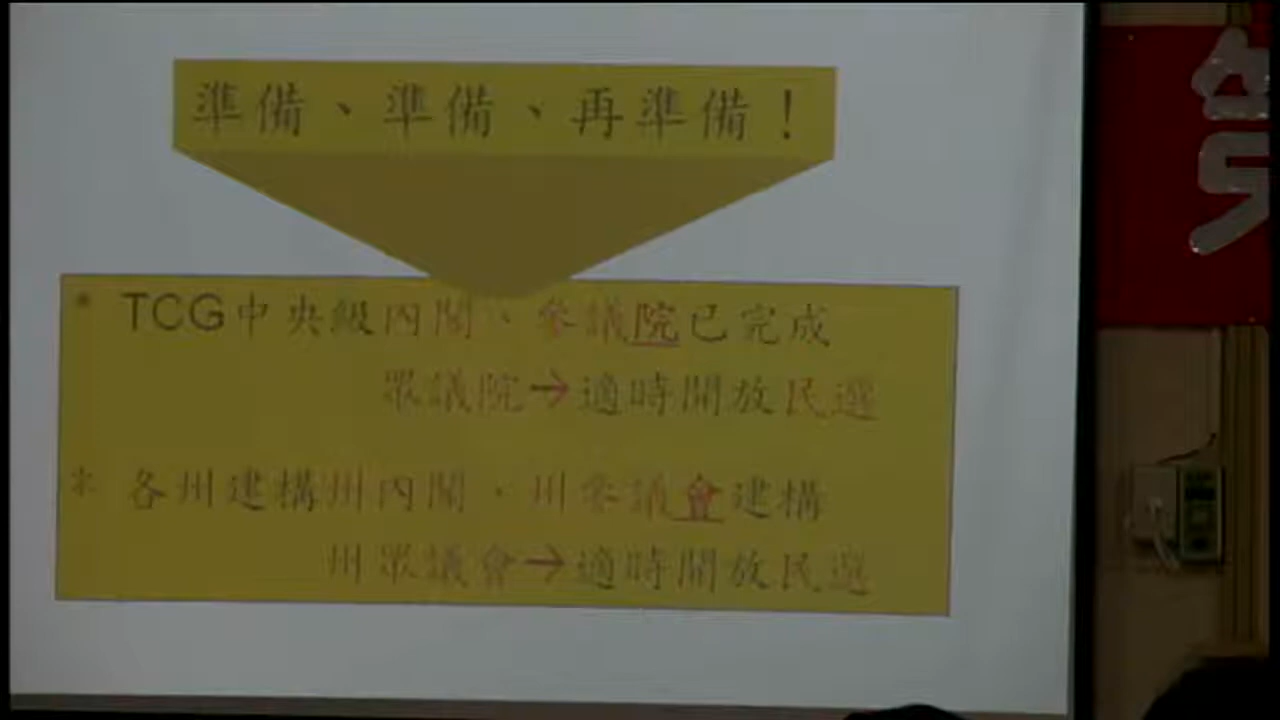 準備、準備、再準備！
* TCG中央級內閣、參議院已完成
眾議院→適時開放民選
* 各州建構州內閣，州參議會建構
州眾議會→適時開放民選